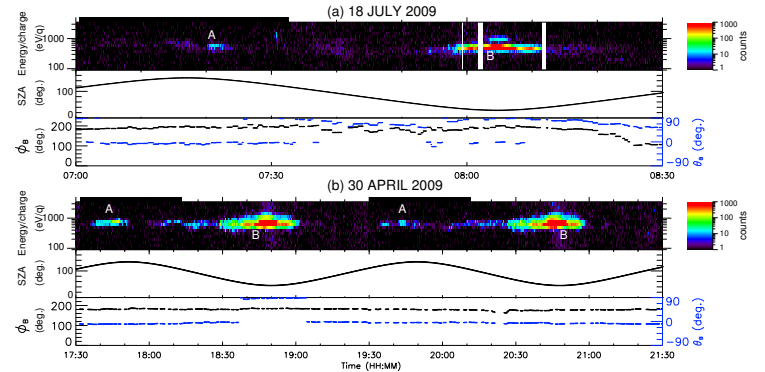 (a) 18 JULY 2009
Energy/charge
(eV/q)
1000
100
A
B
1000
100
10
1
counts
SZA
(deg.)
100
0
ϕB
(deg.)
200
100
0
90
0
−90
θB (deg.)
07:00
07:30
08:00
08:30
(b) 30 APRIL 2009
Energy/charge
(eV/q)
1000
100
A
B
A
B
1000
100
10
1
counts
SZA
(deg.)
100
0
ϕB
(deg.)
200
100
0
90
0
−90
θB (deg.)
17:30
18:00
18:30
19:00
19:30
20:00
20:30
21:00
21:30
Time (HH:MM)